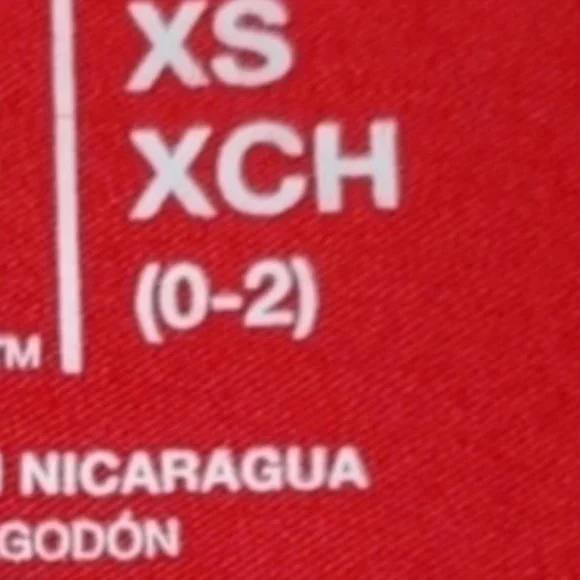 XS
XCH
(0-2)
TM
NICARAGUA
GODÓN